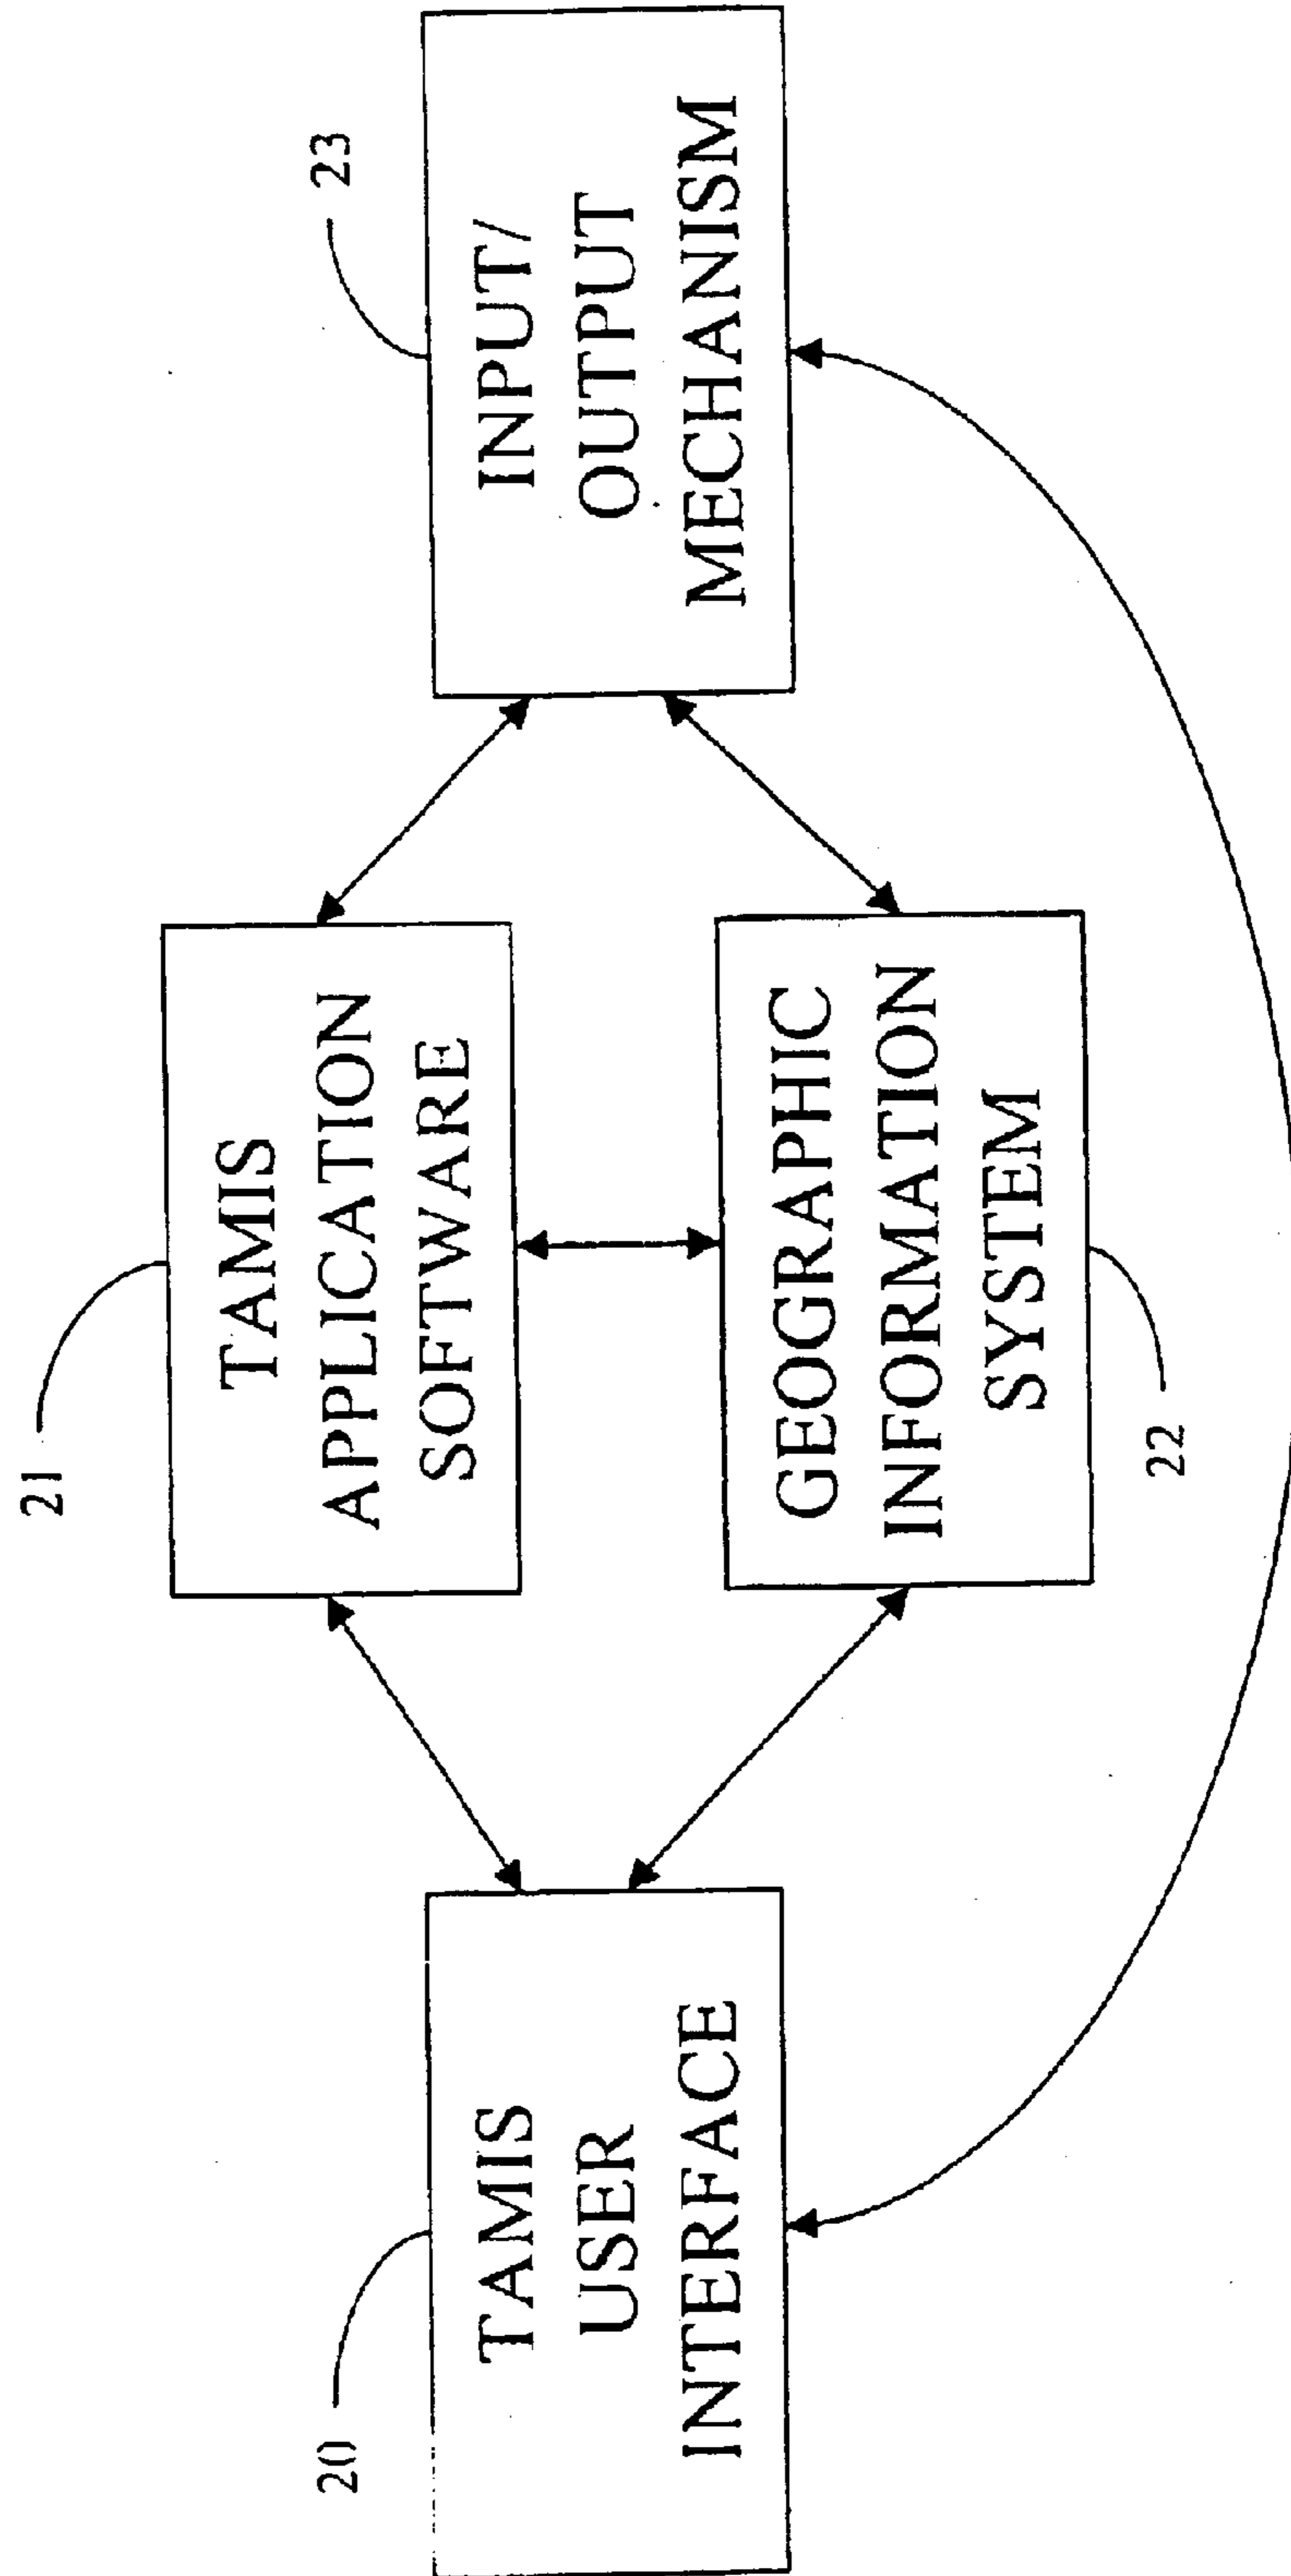 21
TAMIS
APPLICATION
SOFTWARE
20
TAMIS
USER
INTERFACE
23
INPUT/
OUTPUT
MECHANISM
GEOGRAPHIC
INFORMATION
SYSTEM
22